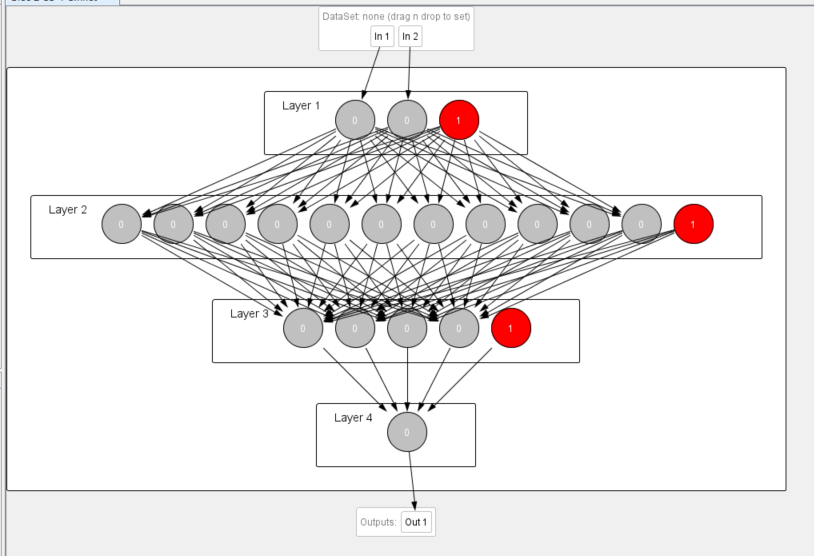 DataSet: none (drag n drop to set)
In 1 In 2
Layer 1
0 0 1
Layer 2
0 0 0 0 0 0 0 0 0 0 0 1
Layer 3
0 0 0 0 1
Layer 4
0
Outputs: Out 1